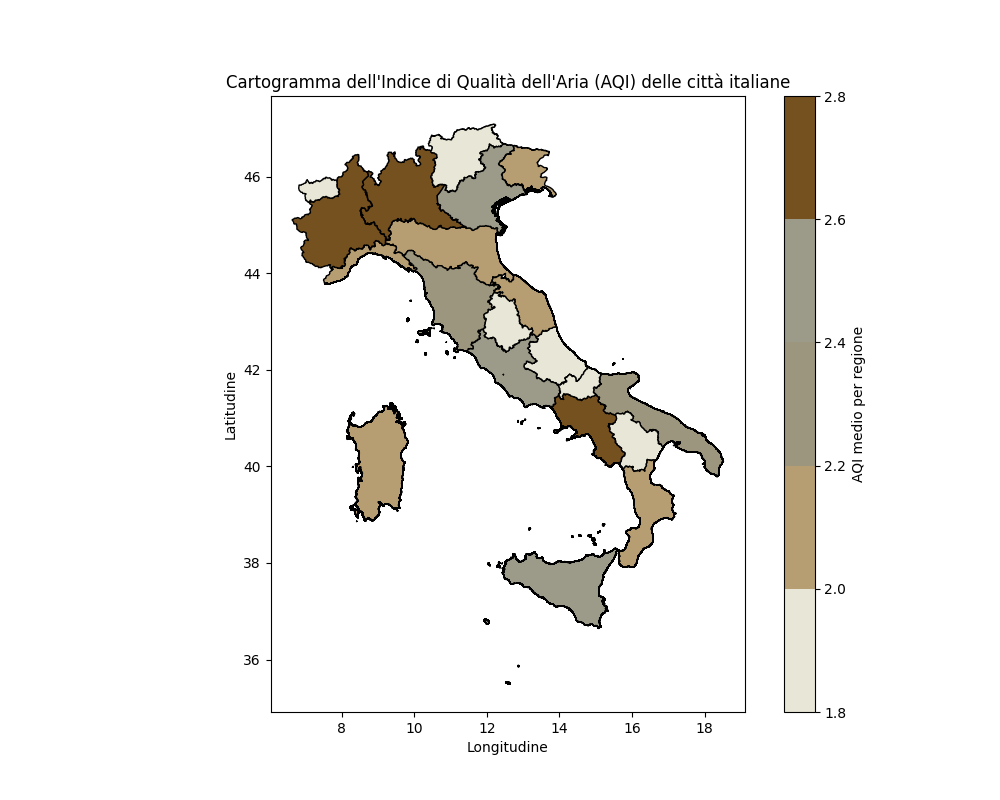 Cartogramma dell'Indice di Qualità dell'Aria (AQI) delle città italiane
46
44
42
40
38
36
Latitudine
8 10 12 14 16 18
Longitudine
2.8
2.6
2.4
2.2
2.0
1.8
AQI medio per regione